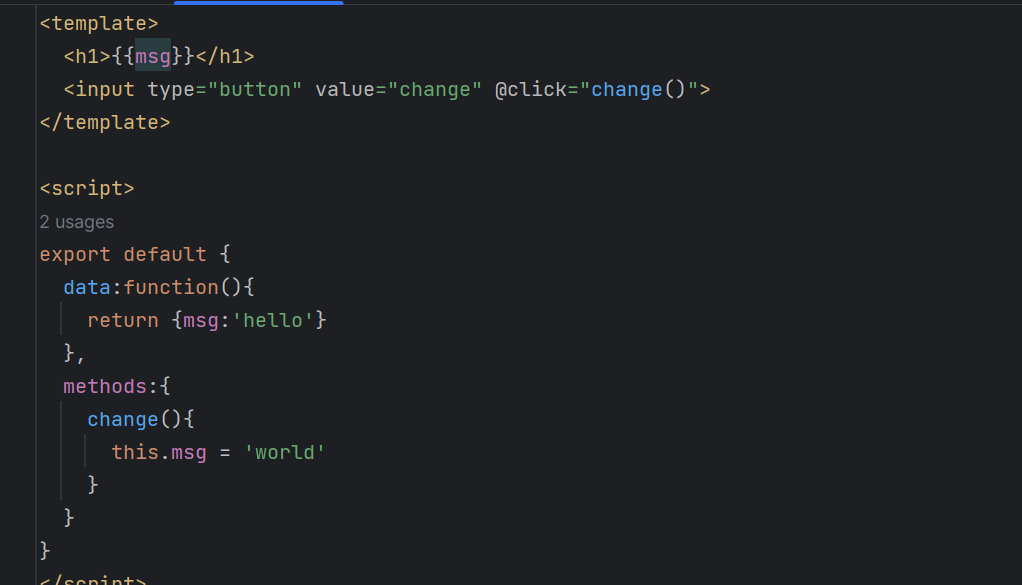 <template>
<h1>{{msg}}</h1>
<input type="button" value="change" @click="change()">
</template>
<script>
2 usages
export default {
data:function(){
return {msg:'hello'}
},
methods:{
change(){
this.msg = 'world'
}
}
}
</script>